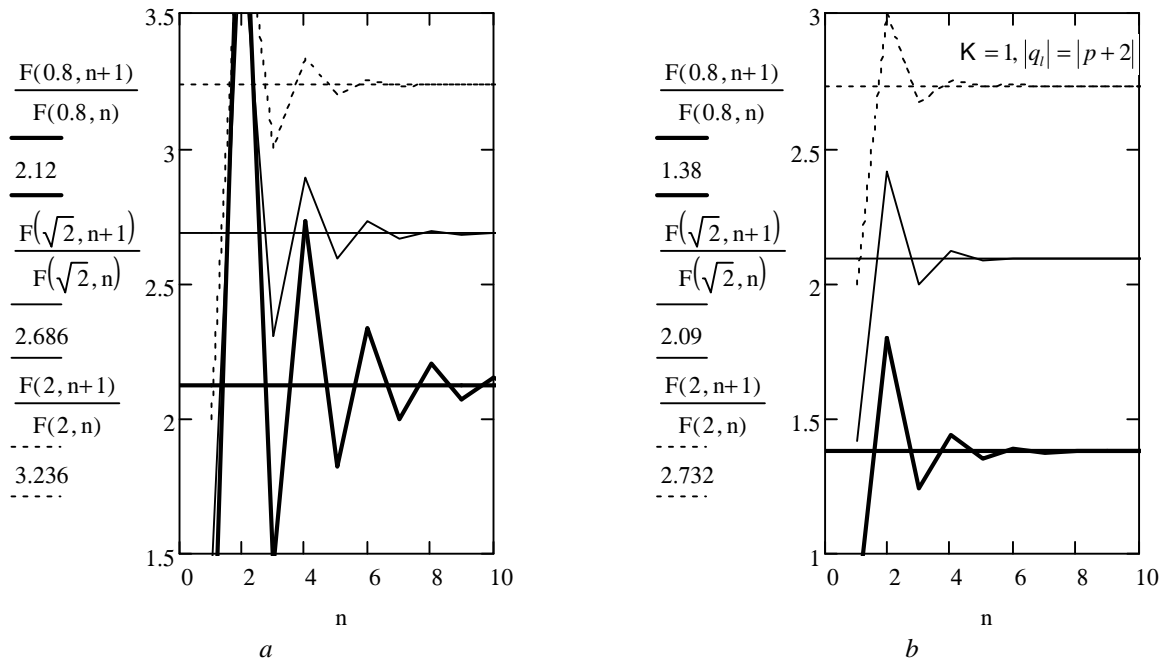 3.5
F(0.8, n+1)
F(0.8, n)
2.12
F(√2, n+1)
F(√2, n)
2.686
F(2, n+1)
F(2, n)
3.236
3
2.5
2
1.5
0 2 4 6 8 10
n
a
3
K = 1, |qₗ| = |p + 2|
F(0.8, n+1)
F(0.8, n)
1.38
F(√2, n+1)
F(√2, n)
2.09
F(2, n+1)
F(2, n)
2.732
2.5
2
1.5
1
0 2 4 6 8 10
n
b